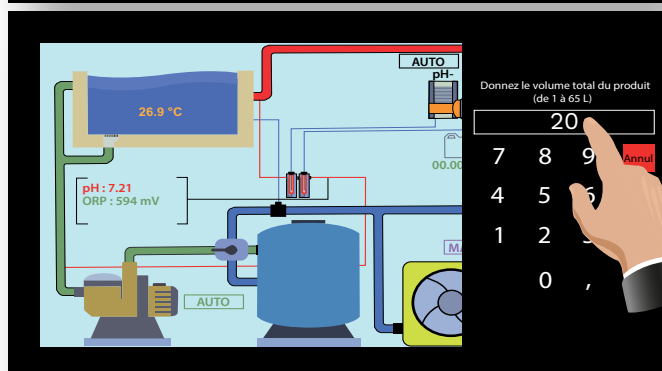 AUTO
pH-
26.9 °C
00.00
pH : 7.21
ORP : 594 mV
AUTO
Donnez le volume total du produit
(de 1 à 65 L)
20
7 8 9
Annul
4 5 6
1 2
0 ,